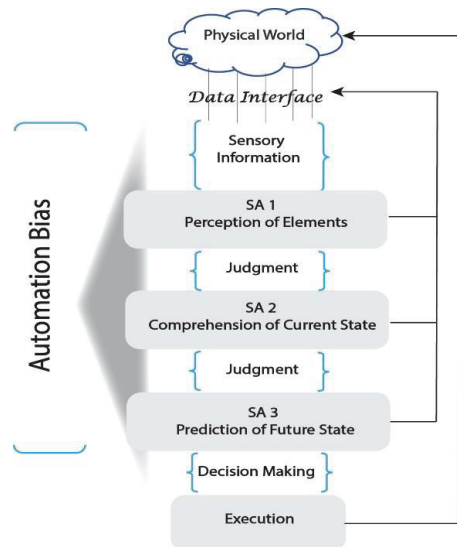 Physical World
Data Interface
Sensory
Information
SA 1
Perception of Elements
Judgment
SA 2
Comprehension of Current State
Judgment
SA 3
Prediction of Future State
Decision Making
Execution
Automation Bias